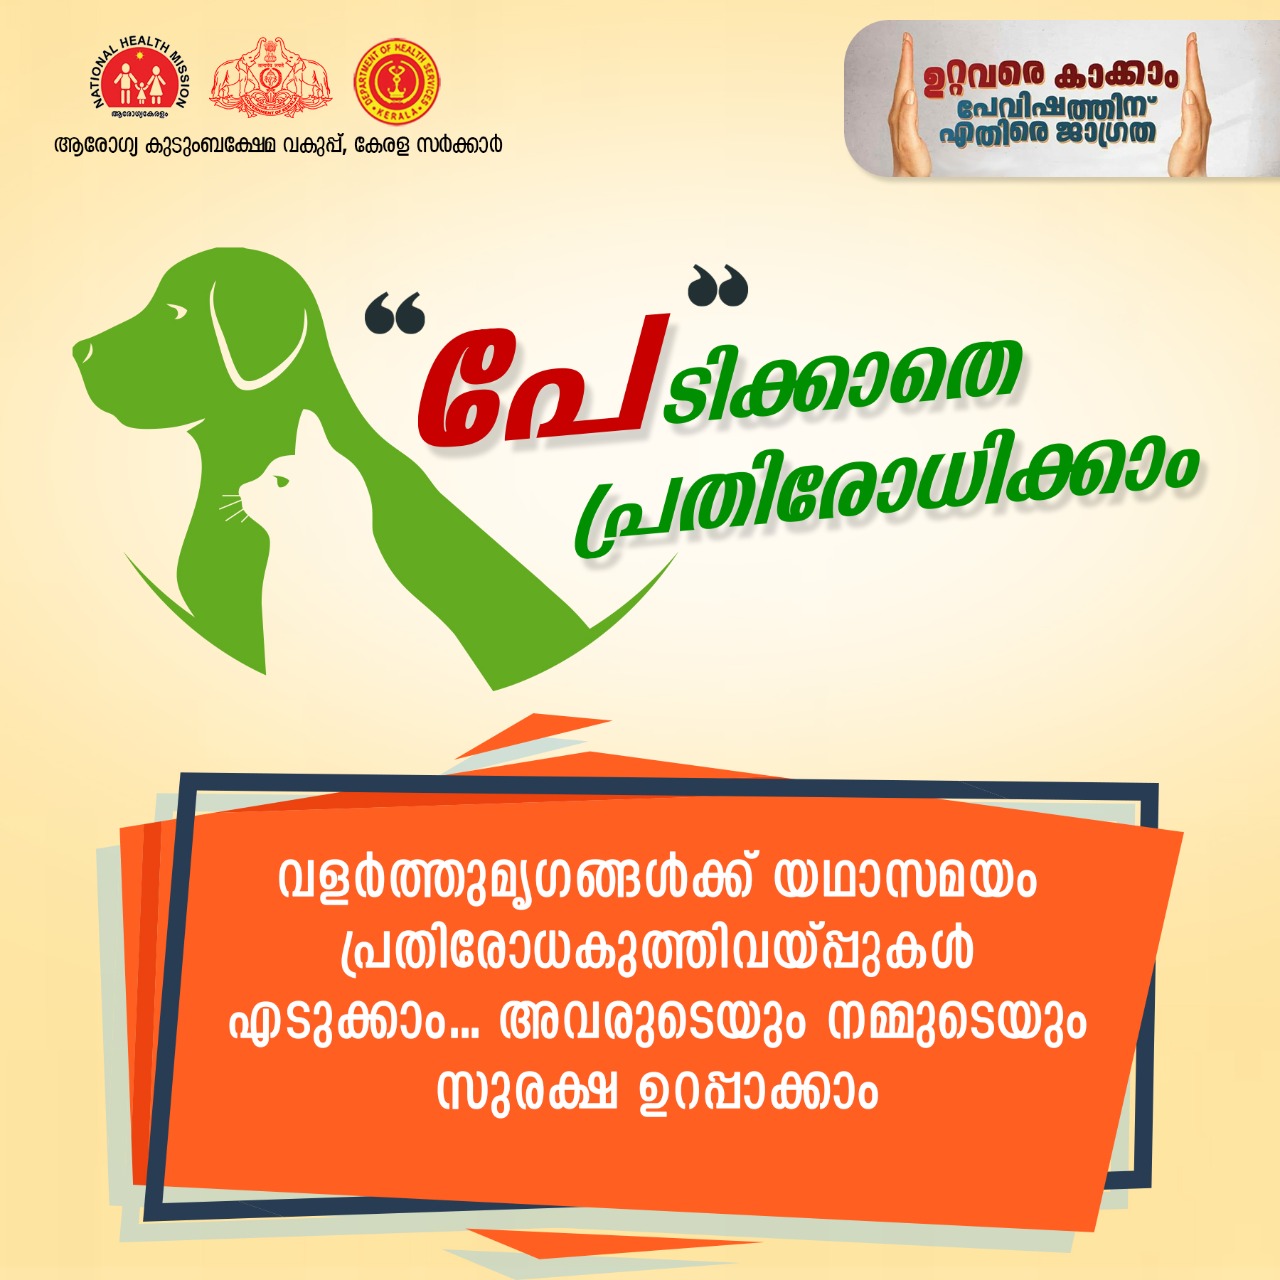 NATIONAL HEALTH MISSION
ആരോഗ്യകേരളം
DEPARTMENT OF HEALTH SERVICES
KERALA
ആരോഗ്യ കുടുംബക്ഷേമ വകുപ്പ്, കേരള സർക്കാർ
ഉറ്റവരെ കാക്കാം
പേവിഷത്തിന്
എതിരെ ജാഗ്രത
“പേ”ടിക്കാതെ
പ്രതിരോധിക്കാം
വളർത്തുമൃഗങ്ങൾക്ക് യഥാസമയം
പ്രതിരോധകുത്തിവയ്പ്പുകൾ
എടുക്കാം... അവരുടെയും നമ്മുടെയും
സുരക്ഷ ഉറപ്പാക്കാം